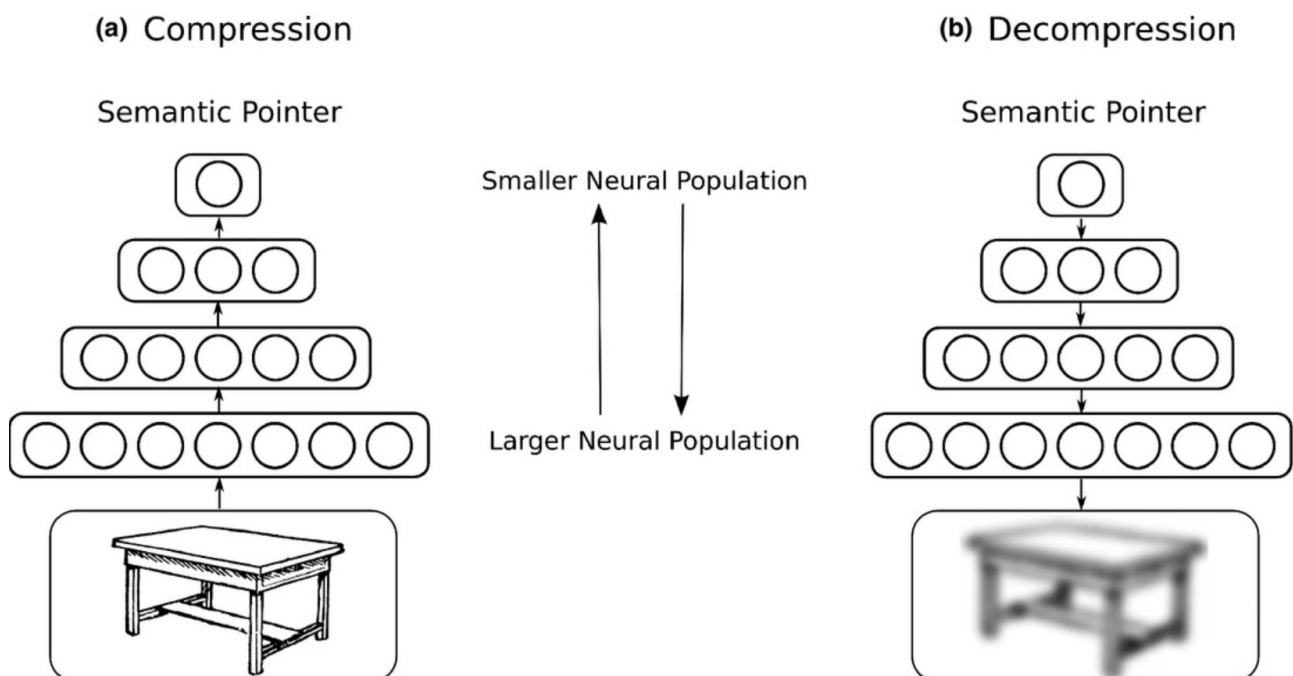 (a) Compression
(b) Decompression
Semantic Pointer
Semantic Pointer
Smaller Neural Population
Larger Neural Population